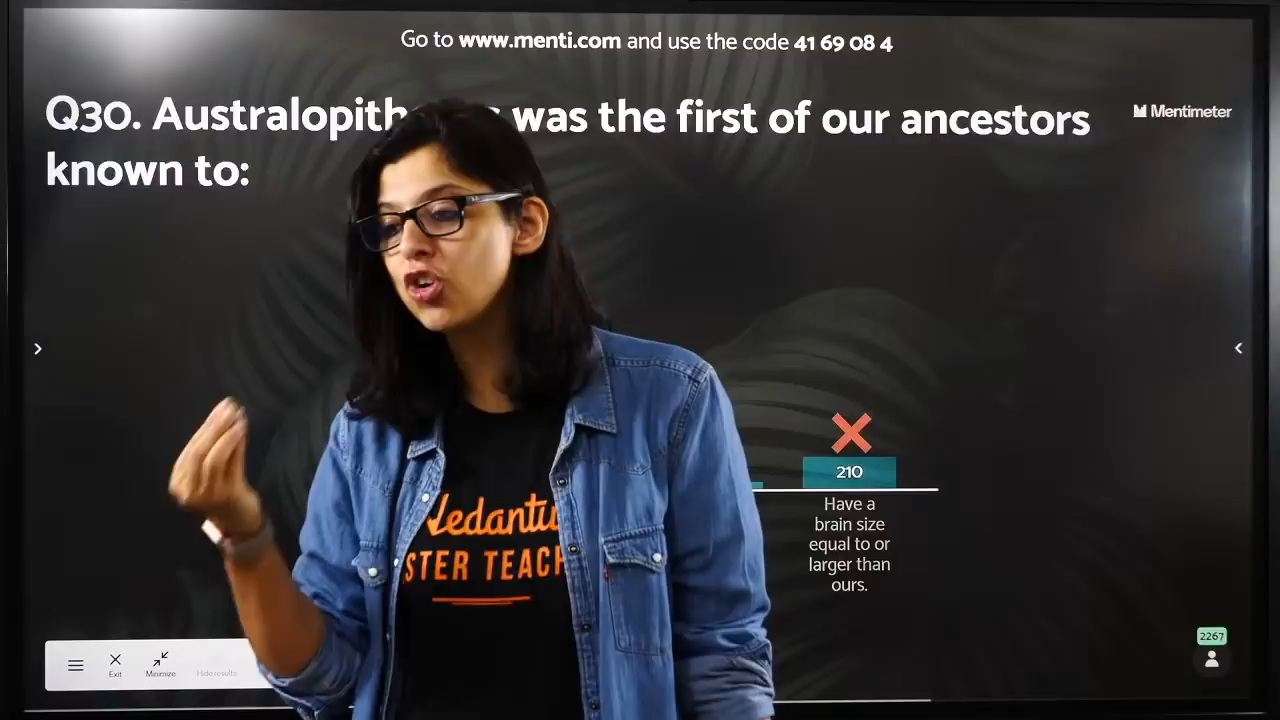 Go to www.menti.com and use the code 41 69 08 4
Q30. Australopith s was the first of our ancestors
known to:
Mentimeter
210
Have a
brain size
equal to or
larger than
ours.
Vedantu
STER TEACH
2267
Exit
Minimize
Hide results